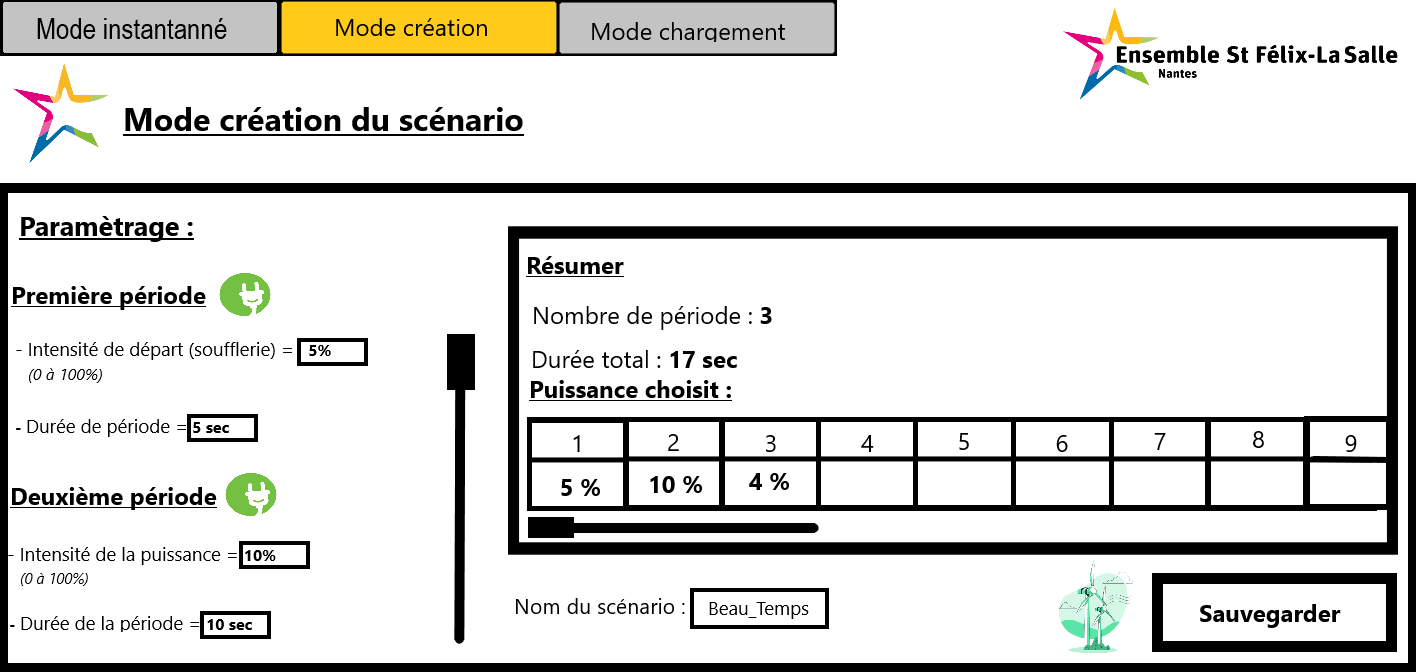 Mode instantanné
Mode création
Mode chargement
Ensemble St Félix-La Salle
Nantes
Mode création du scénario
Paramètrage :
Première période
- Intensité de départ (soufflerie) = 5%
(0 à 100%)
- Durée de période = 5 sec
Deuxième période
- Intensité de la puissance = 10%
(0 à 100%)
- Durée de la période = 10 sec
Résumer
Nombre de période : 3
Durée total : 17 sec
Puissance choisit :
1 2 3 4 5 6 7 8 9
5 % 10 % 4 %
Nom du scénario : Beau_Temps
Sauvegarder